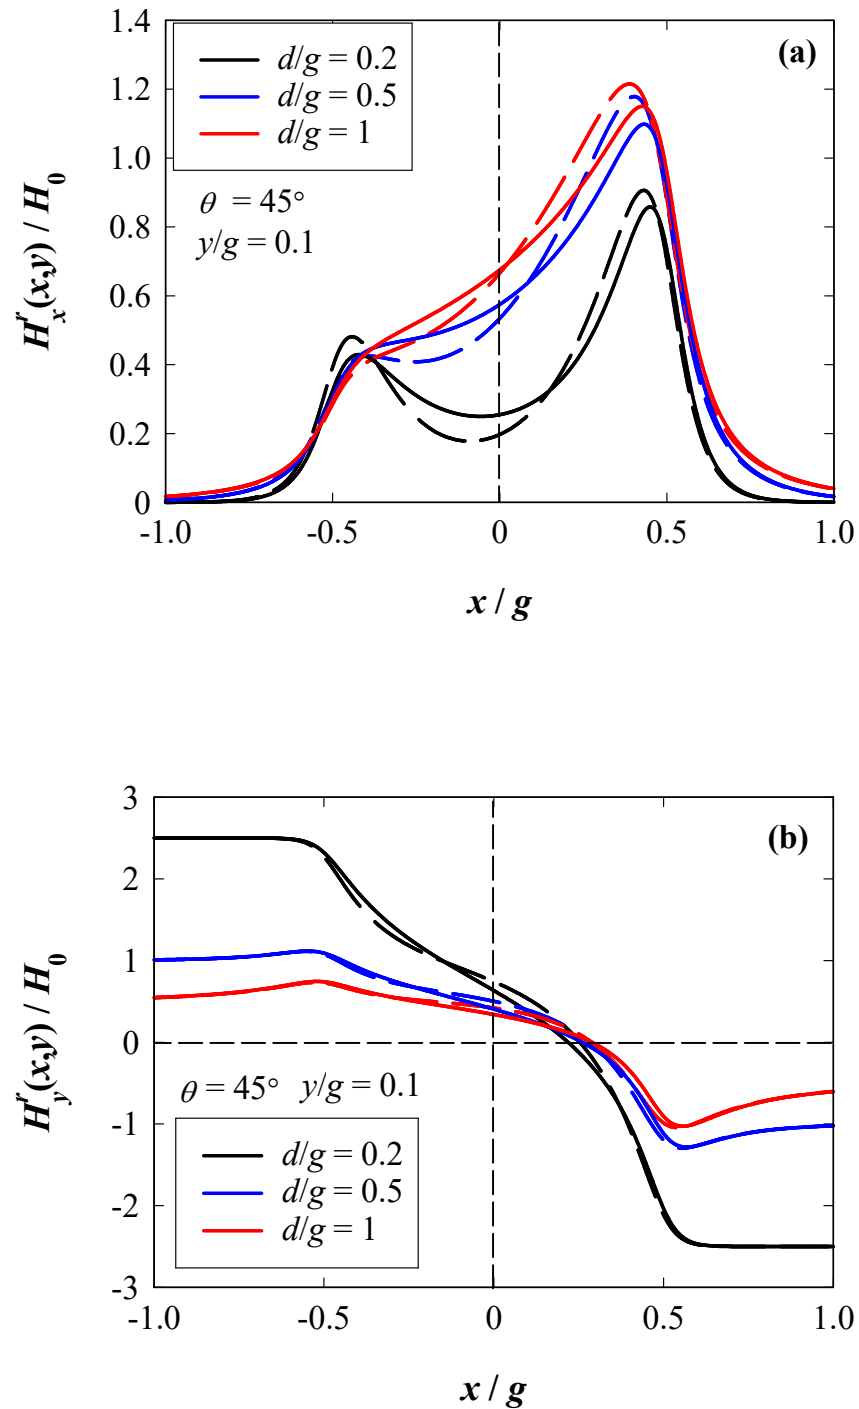 1.4
(a)
d/g = 0.2
1.2
d/g = 0.5
d/g = 1
1.0
θ = 45°
0.8
y/g = 0.1
H_x^r(x,y) / H_0
0.6
0.4
0.2
0
-1.0 -0.5 0 0.5 1.0
x / g
3
(b)
2
1
H_y^r(x,y) / H_0
0
θ = 45° y/g = 0.1
-1
d/g = 0.2
d/g = 0.5
-2
d/g = 1
-3
-1.0 -0.5 0 0.5 1.0
x / g